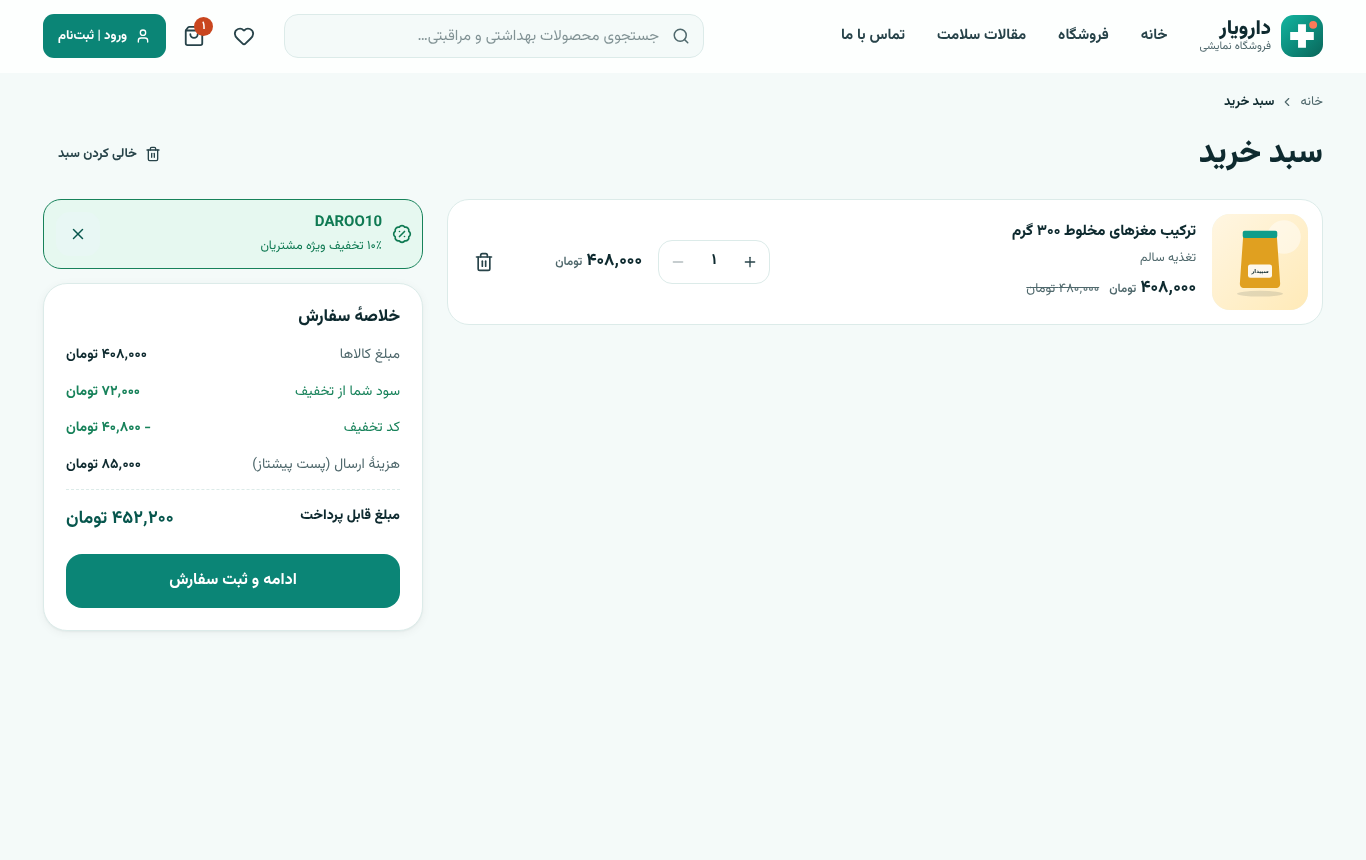 دارویار
فروشگاه نمایشی
خانه
فروشگاه
مقالات سلامت
تماس با ما
جستجوی محصولات بهداشتی و مراقبتی...
۱
ورود | ثبت‌نام
خانه
سبد خرید
سبد خرید
خالی کردن سبد
سپیدار
ترکیب مغزهای مخلوط ۳۰۰ گرم
تغذیه سالم
۴۰۸,۰۰۰ تومان ۴۸۰,۰۰۰ تومان
+ ۱ −
۴۰۸,۰۰۰ تومان
DAROO10
۱۰٪ تخفیف ویژه مشتریان
خلاصهٔ سفارش
مبلغ کالاها ۴۰۸,۰۰۰ تومان
سود شما از تخفیف ۷۲,۰۰۰ تومان
کد تخفیف − ۴۰,۸۰۰ تومان
هزینهٔ ارسال (پست پیشتاز) ۸۵,۰۰۰ تومان
مبلغ قابل پرداخت ۴۵۲,۲۰۰ تومان
ادامه و ثبت سفارش